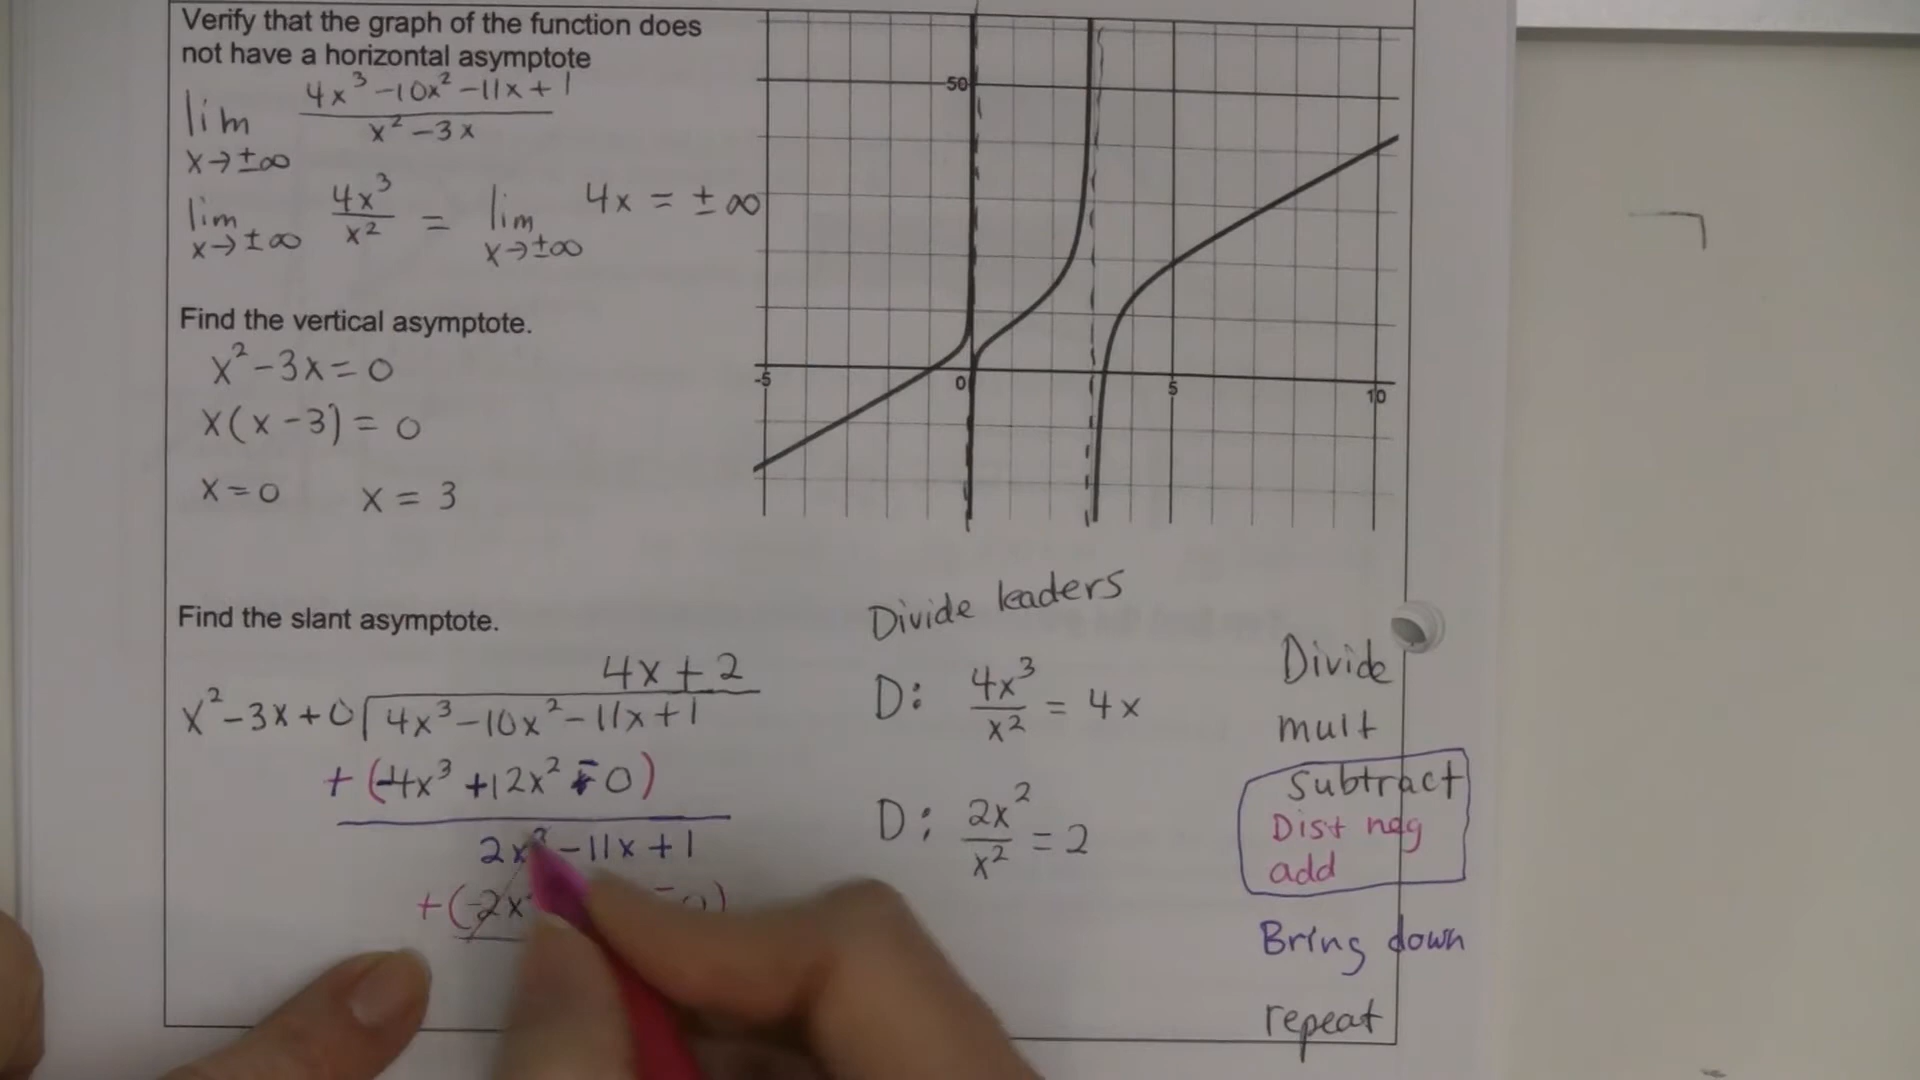 Verify that the graph of the function does
not have a horizontal asymptote
lim x→±∞ (4x³ -10x² -11x + 1)/(x² -3x)
lim x→±∞ 4x³/x² = lim x→±∞ 4x = ±∞
Find the vertical asymptote.
x² -3x = 0
x(x -3) = 0
x = 0 x = 3
50
-5 0 5 10
Find the slant asymptote.
4x + 2
x² -3x + 0 4x³ -10x² -11x + 1
+ (-4x³ +12x² - 0)
2x² -11x + 1
+ (-2x
Divide leaders
D: 4x³/x² = 4x
D: 2x²/x² = 2
Divide
mult
Subtract
Dist neg
add
Bring down
repeat